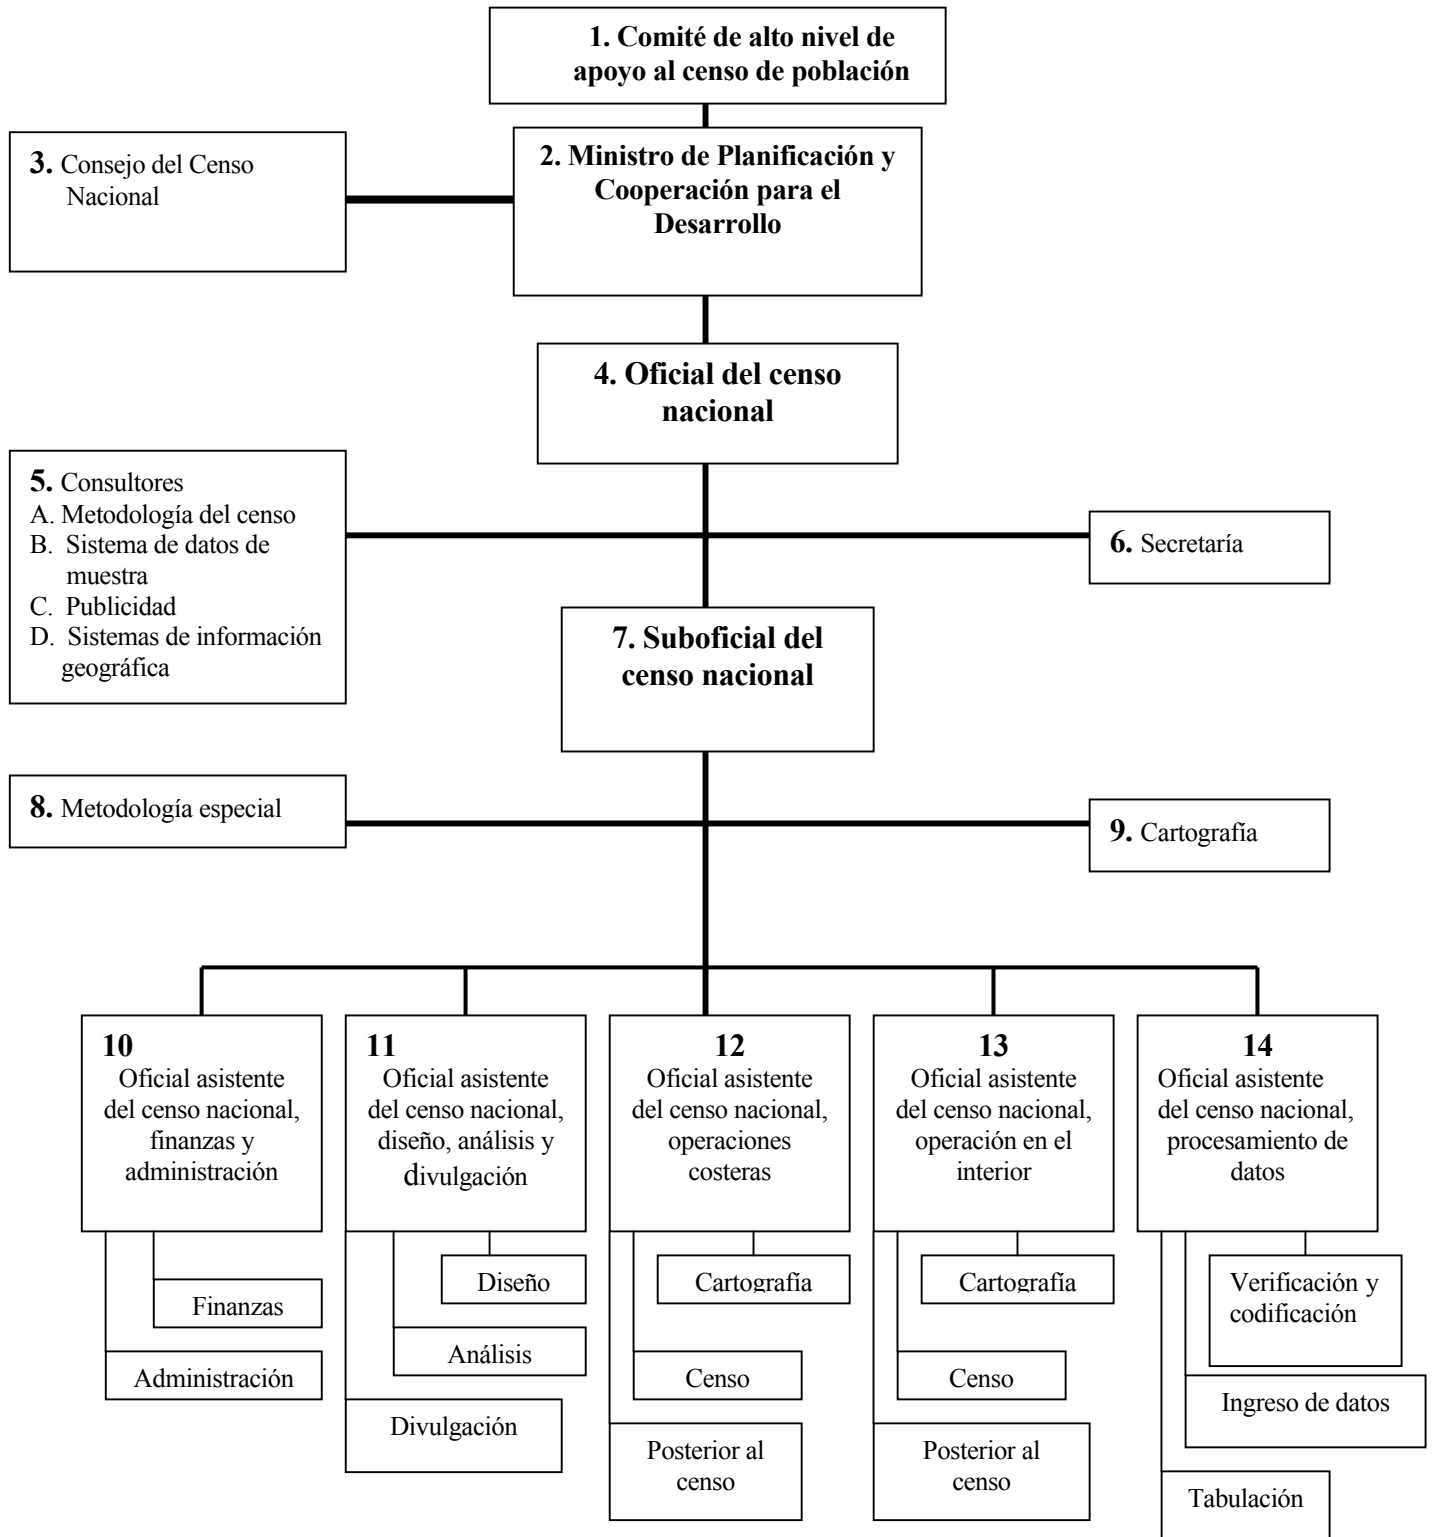 1. Comité de alto nivel de
apoyo al censo de población
3. Consejo del Censo
Nacional
2. Ministro de Planificación y
Cooperación para el
Desarrollo
4. Oficial del censo
nacional
5. Consultores
A. Metodología del censo
B. Sistema de datos de
muestra
C. Publicidad
D. Sistemas de información
geográfica
6. Secretaría
7. Suboficial del
censo nacional
8. Metodología especial
9. Cartografía
10
Oficial asistente
del censo nacional,
finanzas y
administración
11
Oficial asistente
del censo nacional,
diseño, análisis y
divulgación
12
Oficial asistente
del censo nacional,
operaciones
costeras
13
Oficial asistente
del censo nacional,
operación en el
interior
14
Oficial asistente
del censo nacional,
procesamiento de
datos
Finanzas
Administración
Diseño
Análisis
Divulgación
Cartografía
Censo
Posterior al
censo
Cartografía
Censo
Posterior al
censo
Verificación y
codificación
Ingreso de datos
Tabulación